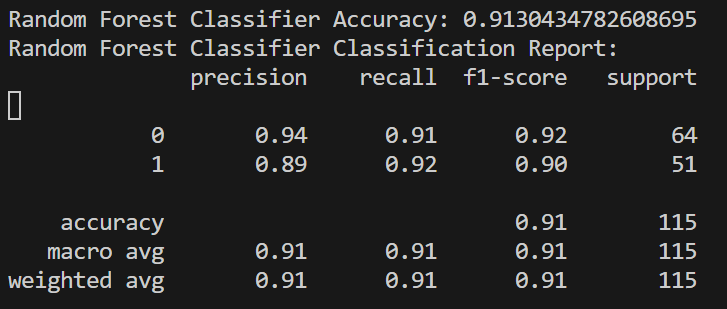 Random Forest Classifier Accuracy: 0.9130434782608695
Random Forest Classifier Classification Report:
precision recall f1-score support
0 0.94 0.91 0.92 64
1 0.89 0.92 0.90 51
accuracy 0.91 115
macro avg 0.91 0.91 0.91 115
weighted avg 0.91 0.91 0.91 115